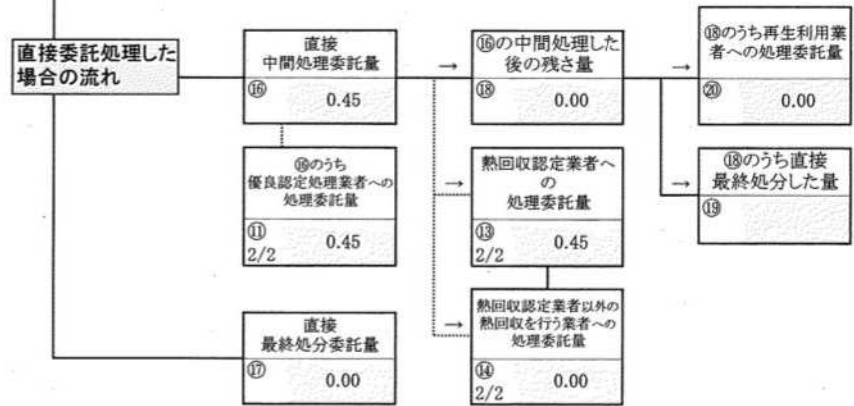 直接委託処理した
場合の流れ
直接
中間処理委託量
⑯
0.45
→
⑯の中間処理した
後の残さ量
⑱
0.00
→
⑱のうち再生利用業
者への処理委託量
⑳
0.00
⑯のうち
優良認定処理業者への
処理委託量
⑪
2/2
0.45
→
熱回収認定業者へ
の
処理委託量
⑬
2/2
0.45
→
⑱のうち直接
最終処分した量
⑲
直接
最終処分委託量
⑰
0.00
→
熱回収認定業者以外の
熱回収を行う業者への
処理委託量
⑭
2/2
0.00